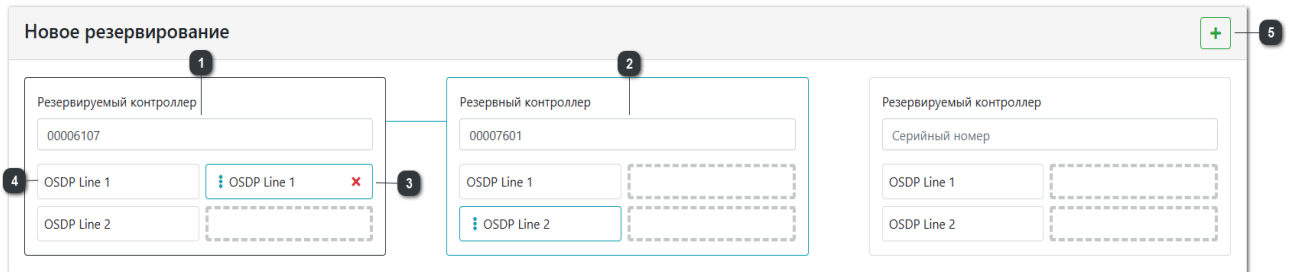 Новое резервирование
+
5
1
2
Резервируемый контроллер
Резервный контроллер
Резервируемый контроллер
00006107
00007601
Серийный номер
4
OSDP Line 1
OSDP Line 1
3
OSDP Line 1
OSDP Line 1
OSDP Line 2
OSDP Line 2
OSDP Line 2